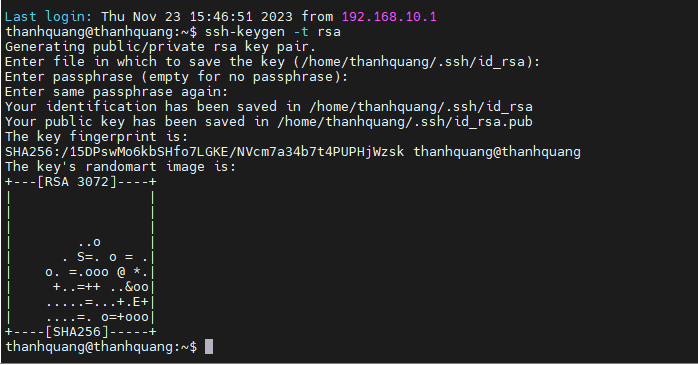 Last login: Thu Nov 23 15:46:51 2023 from 192.168.10.1
thanhquang@thanhquang:~$ ssh-keygen -t rsa
Generating public/private rsa key pair.
Enter file in which to save the key (/home/thanhquang/.ssh/id_rsa):
Enter passphrase (empty for no passphrase):
Enter same passphrase again:
Your identification has been saved in /home/thanhquang/.ssh/id_rsa
Your public key has been saved in /home/thanhquang/.ssh/id_rsa.pub
The key fingerprint is:
SHA256:/15DPswMo6kbSHfo7LGKE/NVcm7a34b7t4PUPHjWzsk thanhquang@thanhquang
The key's randomart image is:
+---[RSA 3072]----+
|                 |
|                 |
|                 |
|        ..o      |
|      . S=. o = .|
|    o. =.ooo @ *.|
|     +..=++ ..&oo|
|    .....=...+.E+|
|    ....=. o=+ooo|
+----[SHA256]-----+
thanhquang@thanhquang:~$